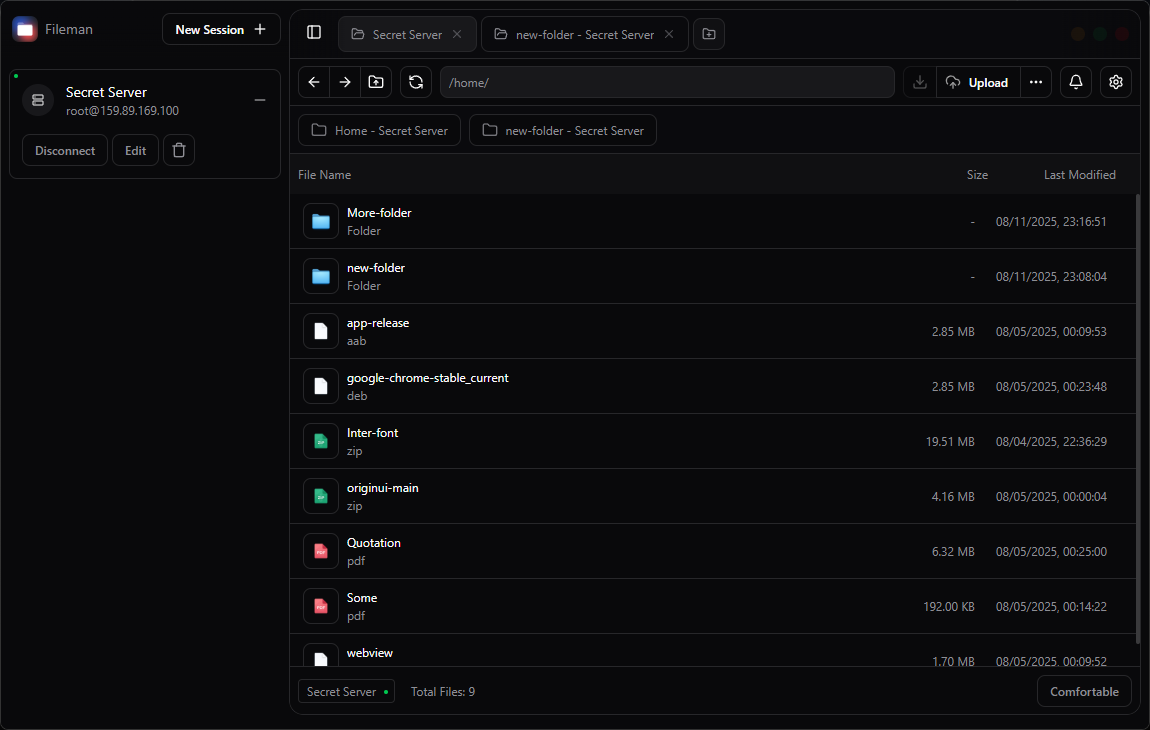 Fileman
New Session
Secret Server
root@159.89.169.100
Disconnect
Edit
Secret Server
new-folder - Secret Server
/home/
Upload
Home - Secret Server
new-folder - Secret Server
File Name Size Last Modified
More-folder
Folder
- 08/11/2025, 23:16:51
new-folder
Folder
- 08/11/2025, 23:08:04
app-release
aab
2.85 MB 08/05/2025, 00:09:53
google-chrome-stable_current
deb
2.85 MB 08/05/2025, 00:23:48
Inter-font
zip
19.51 MB 08/04/2025, 22:36:29
originui-main
zip
4.16 MB 08/05/2025, 00:00:04
Quotation
pdf
6.32 MB 08/05/2025, 00:25:00
Some
pdf
192.00 KB 08/05/2025, 00:14:22
webview
1.70 MB 08/05/2025, 00:09:52
Secret Server
Total Files: 9
Comfortable